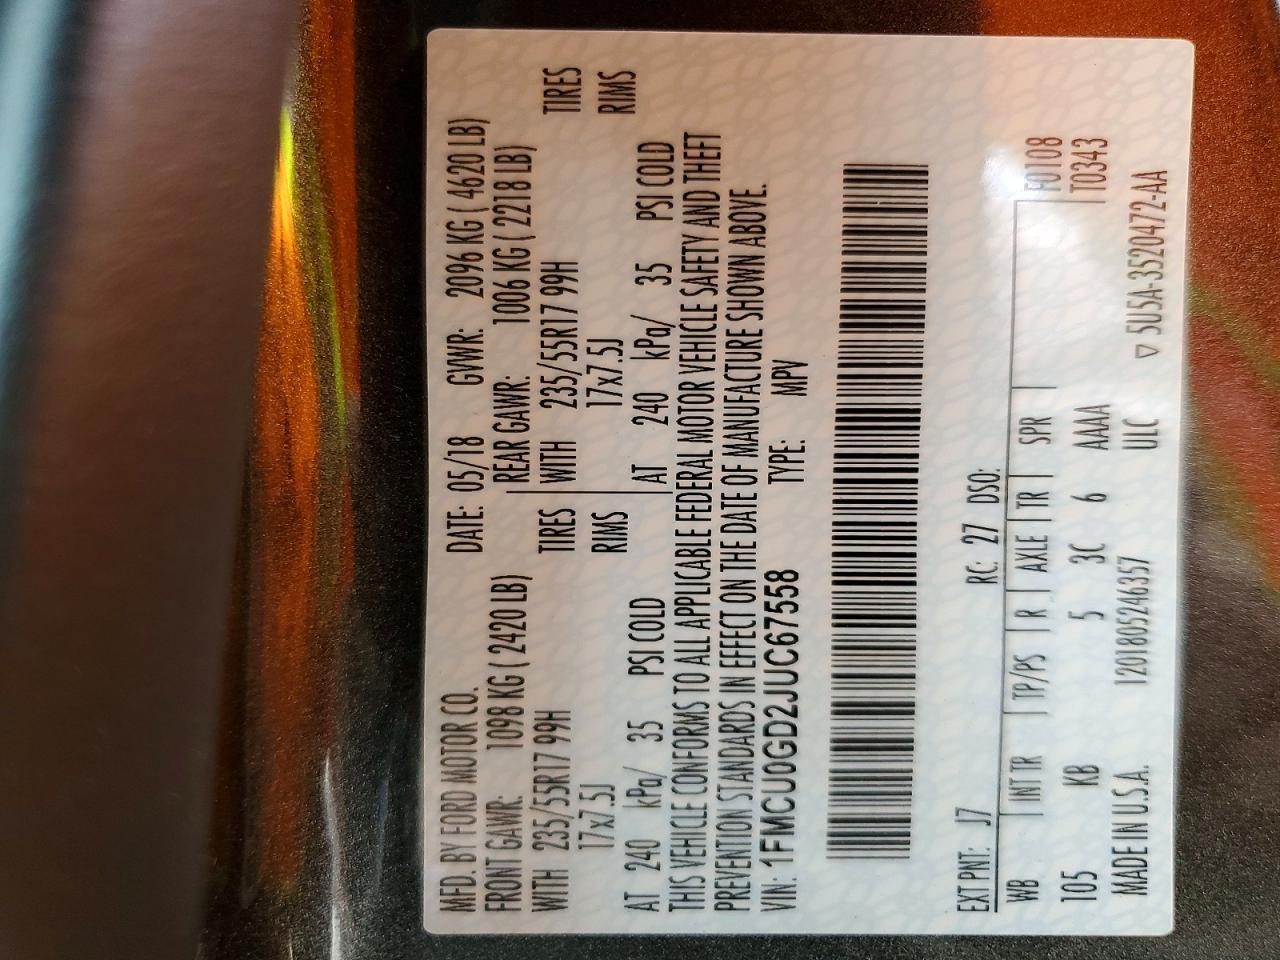 MFD. BY FORD MOTOR CO. DATE: 05/18 GVWR: 2096 KG ( 4620 LB)
FRONT GAWR: 1098 KG ( 2420 LB) REAR GAWR: 1006 KG ( 2218 LB)
WITH 235/55R17 99H TIRES WITH 235/55R17 99H TIRES
17x7.5J RIMS 17x7.5J RIMS
AT 240 kPa/ 35 PSI COLD AT 240 kPa/ 35 PSI COLD
THIS VEHICLE CONFORMS TO ALL APPLICABLE FEDERAL MOTOR VEHICLE SAFETY AND THEFT
PREVENTION STANDARDS IN EFFECT ON THE DATE OF MANUFACTURE SHOWN ABOVE.
VIN: 1FMCU0GD2JUC67558 TYPE: MPV
EXT PNT: J7 RC: 27 DSO:
WB INT TR TP/PS R AXLE TR SPR F0108
105 KB 5 3C 6 AAAA T0343
MADE IN U.S.A. 1201805246357 ULC ▽ 5U5A-3520472-AA